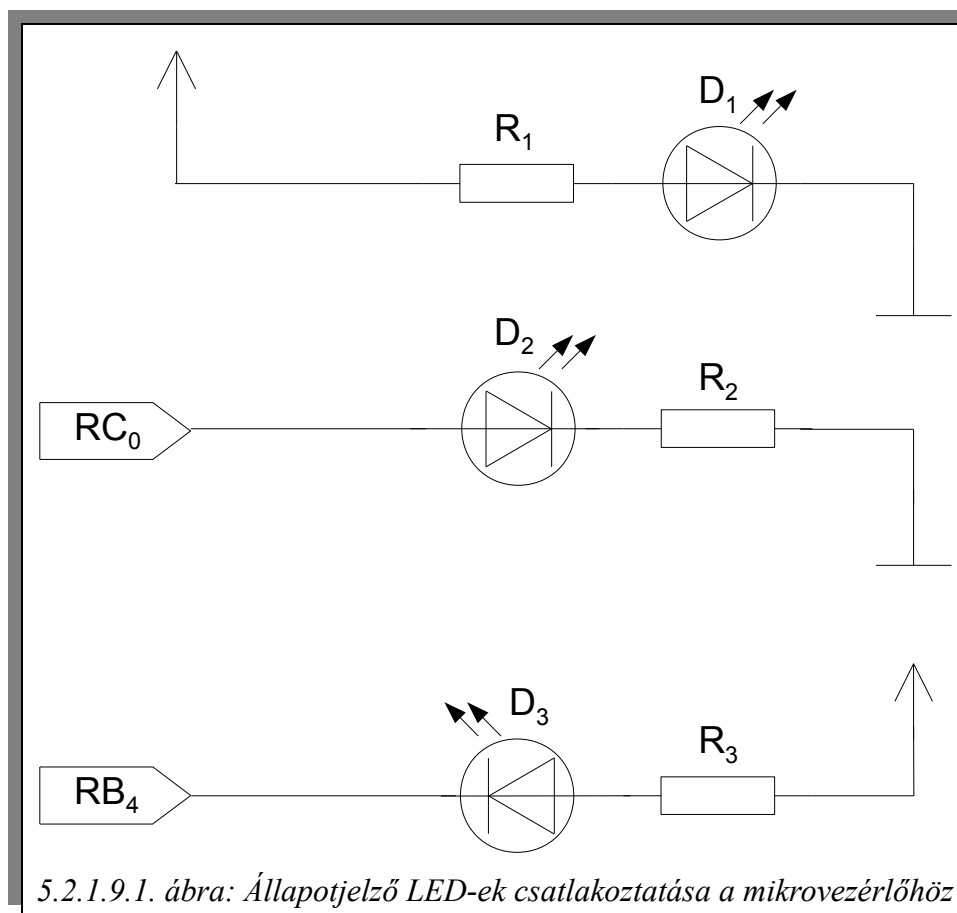 D₁
R₁
D₂
R₂
RC₀
D₃
R₃
RB₄
5.2.1.9.1. ábra: Állapotjelző LED-ek csatlakoztatása a mikrovezérlőhöz